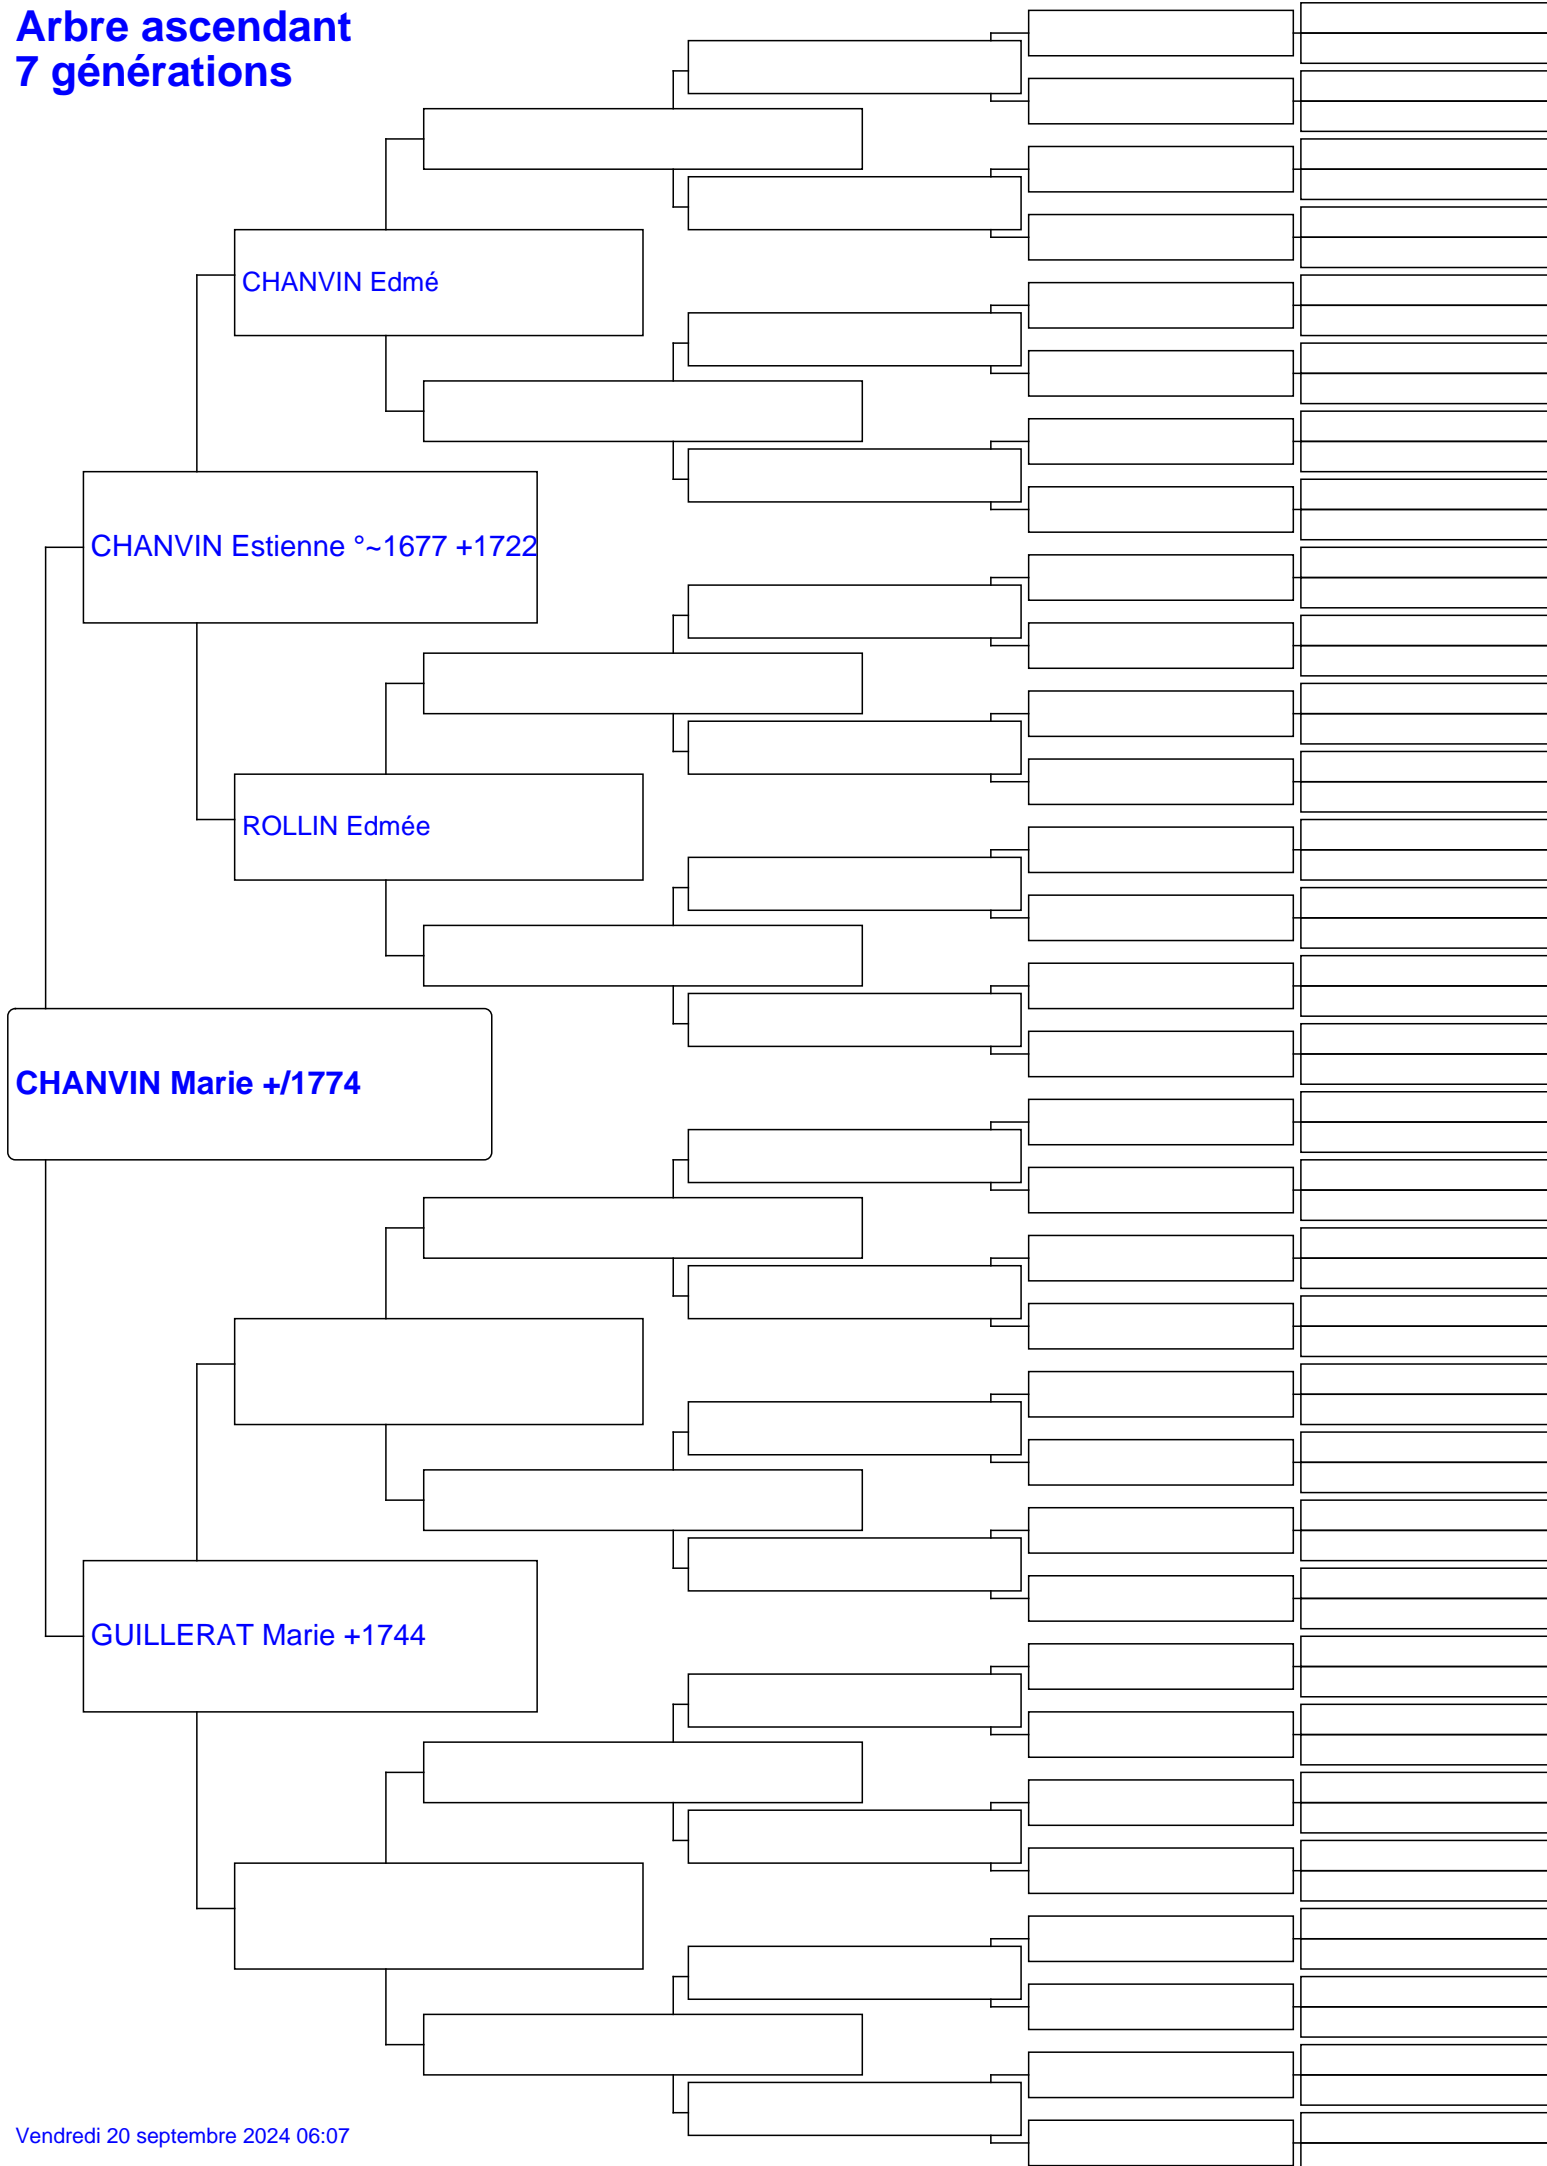 Arbre ascendant
7 générations
CHANVIN Edmé
CHANVIN Estienne °~1677 +1722
ROLLIN Edmée
CHANVIN Marie +/1774
GUILLERAT Marie +1744
Vendredi 20 septembre 2024 06:07